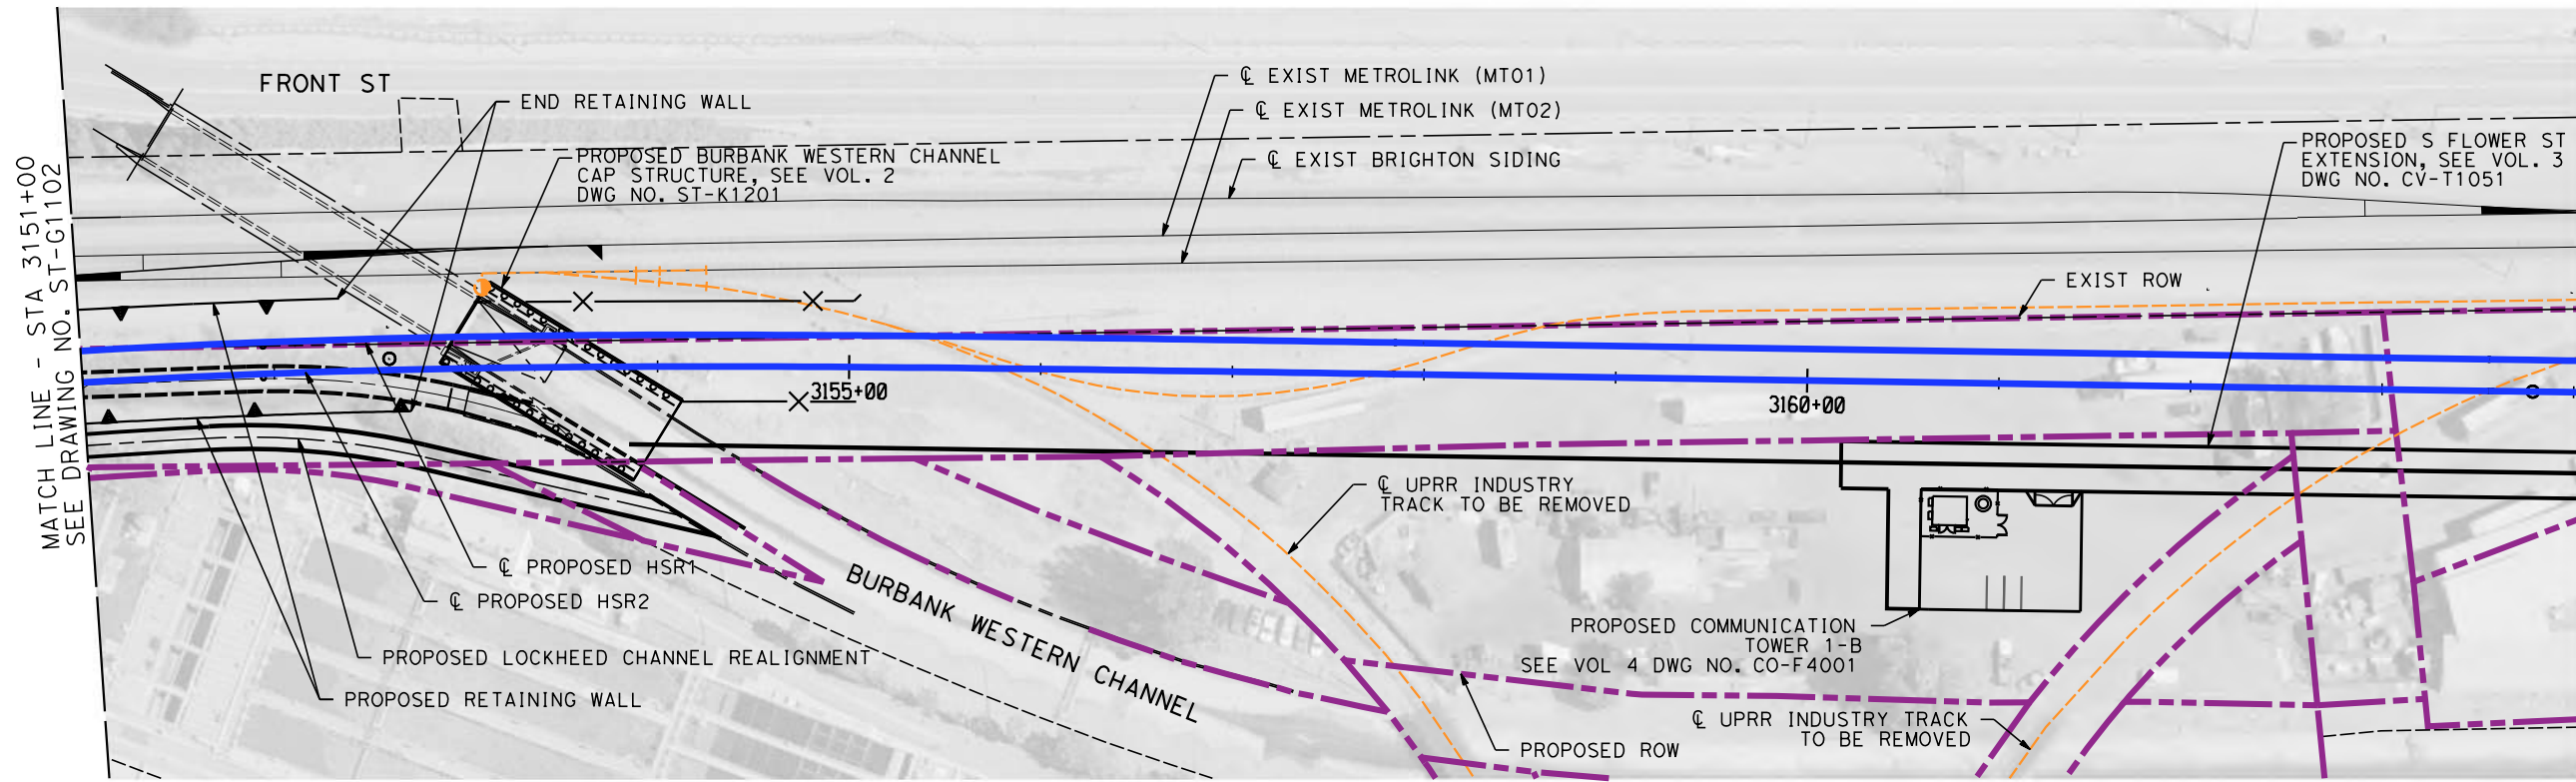 MATCH LINE - STA 3151+00
SEE DRAWING NO. ST-G1102
FRONT ST
END RETAINING WALL
PROPOSED BURBANK WESTERN CHANNEL
CAP STRUCTURE, SEE VOL. 2
DWG NO. ST-K1201
℄ EXIST METROLINK (MT01)
℄ EXIST METROLINK (MT02)
℄ EXIST BRIGHTON SIDING
PROPOSED S FLOWER ST
EXTENSION, SEE VOL. 3
DWG NO. CV-T1051
EXIST ROW
3155+00
3160+00
℄ UPRR INDUSTRY
TRACK TO BE REMOVED
℄ PROPOSED HSR1
℄ PROPOSED HSR2
PROPOSED LOCKHEED CHANNEL REALIGNMENT
PROPOSED RETAINING WALL
BURBANK WESTERN CHANNEL
PROPOSED COMMUNICATION
TOWER 1-B
SEE VOL 4 DWG NO. CO-F4001
PROPOSED ROW
℄ UPRR INDUSTRY TRACK
TO BE REMOVED